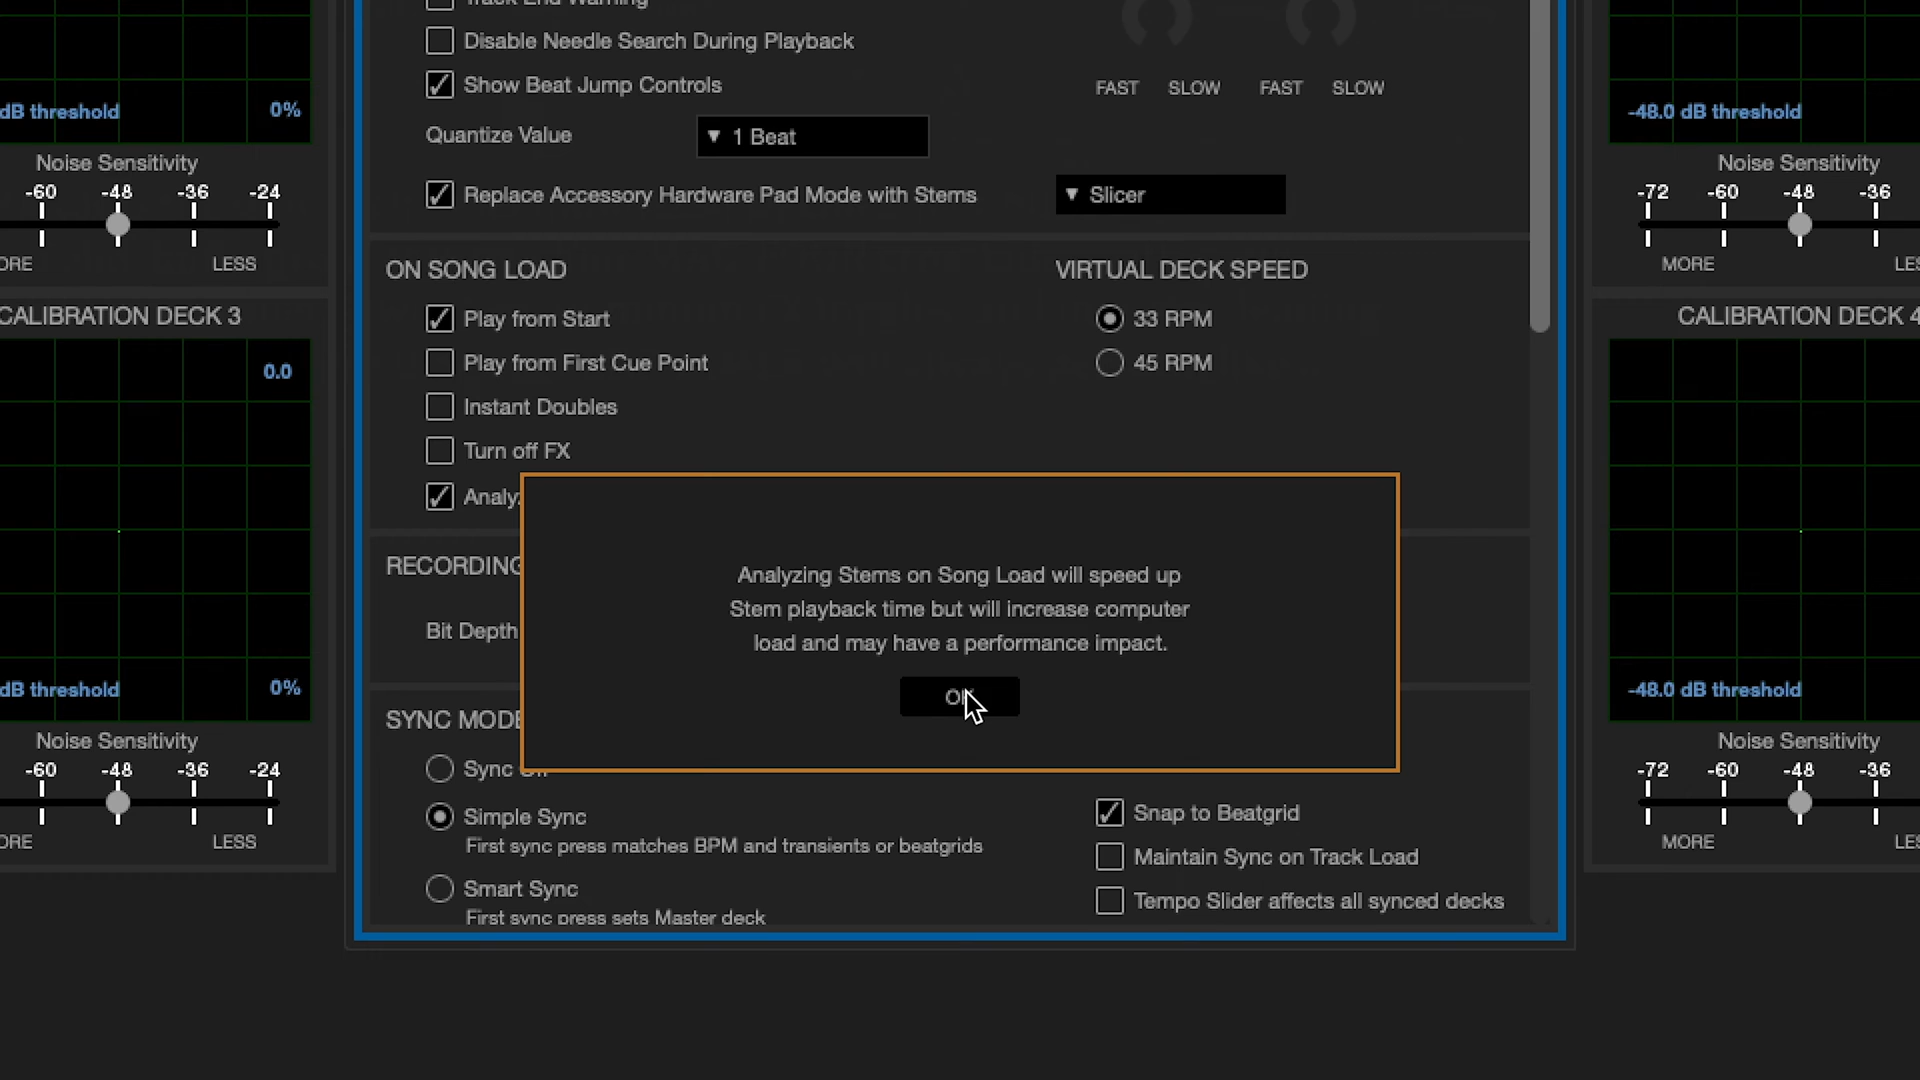 Track End Warning
Disable Needle Search During Playback
Show Beat Jump Controls
FAST SLOW FAST SLOW
Quantize Value ▼ 1 Beat
Replace Accessory Hardware Pad Mode with Stems ▼ Slicer
ON SONG LOAD
Play from Start
Play from First Cue Point
Instant Doubles
Turn off FX
VIRTUAL DECK SPEED
33 RPM
45 RPM
RECORDING
Bit Depth
SYNC MODE
Sync
Simple Sync
First sync press matches BPM and transients or beatgrids
Smart Sync
First sync press sets Master deck
Snap to Beatgrid
Maintain Sync on Track Load
Tempo Slider affects all synced decks
Analyzing Stems on Song Load will speed up
Stem playback time but will increase computer
load and may have a performance impact.
dB threshold 0%
Noise Sensitivity
-60 -48 -36 -24
LESS
CALIBRATION DECK 3
0.0
dB threshold 0%
Noise Sensitivity
-60 -48 -36 -24
LESS
-48.0 dB threshold
Noise Sensitivity
-72 -60 -48 -36
MORE
CALIBRATION DECK 4
-48.0 dB threshold
Noise Sensitivity
-72 -60 -48 -36
MORE